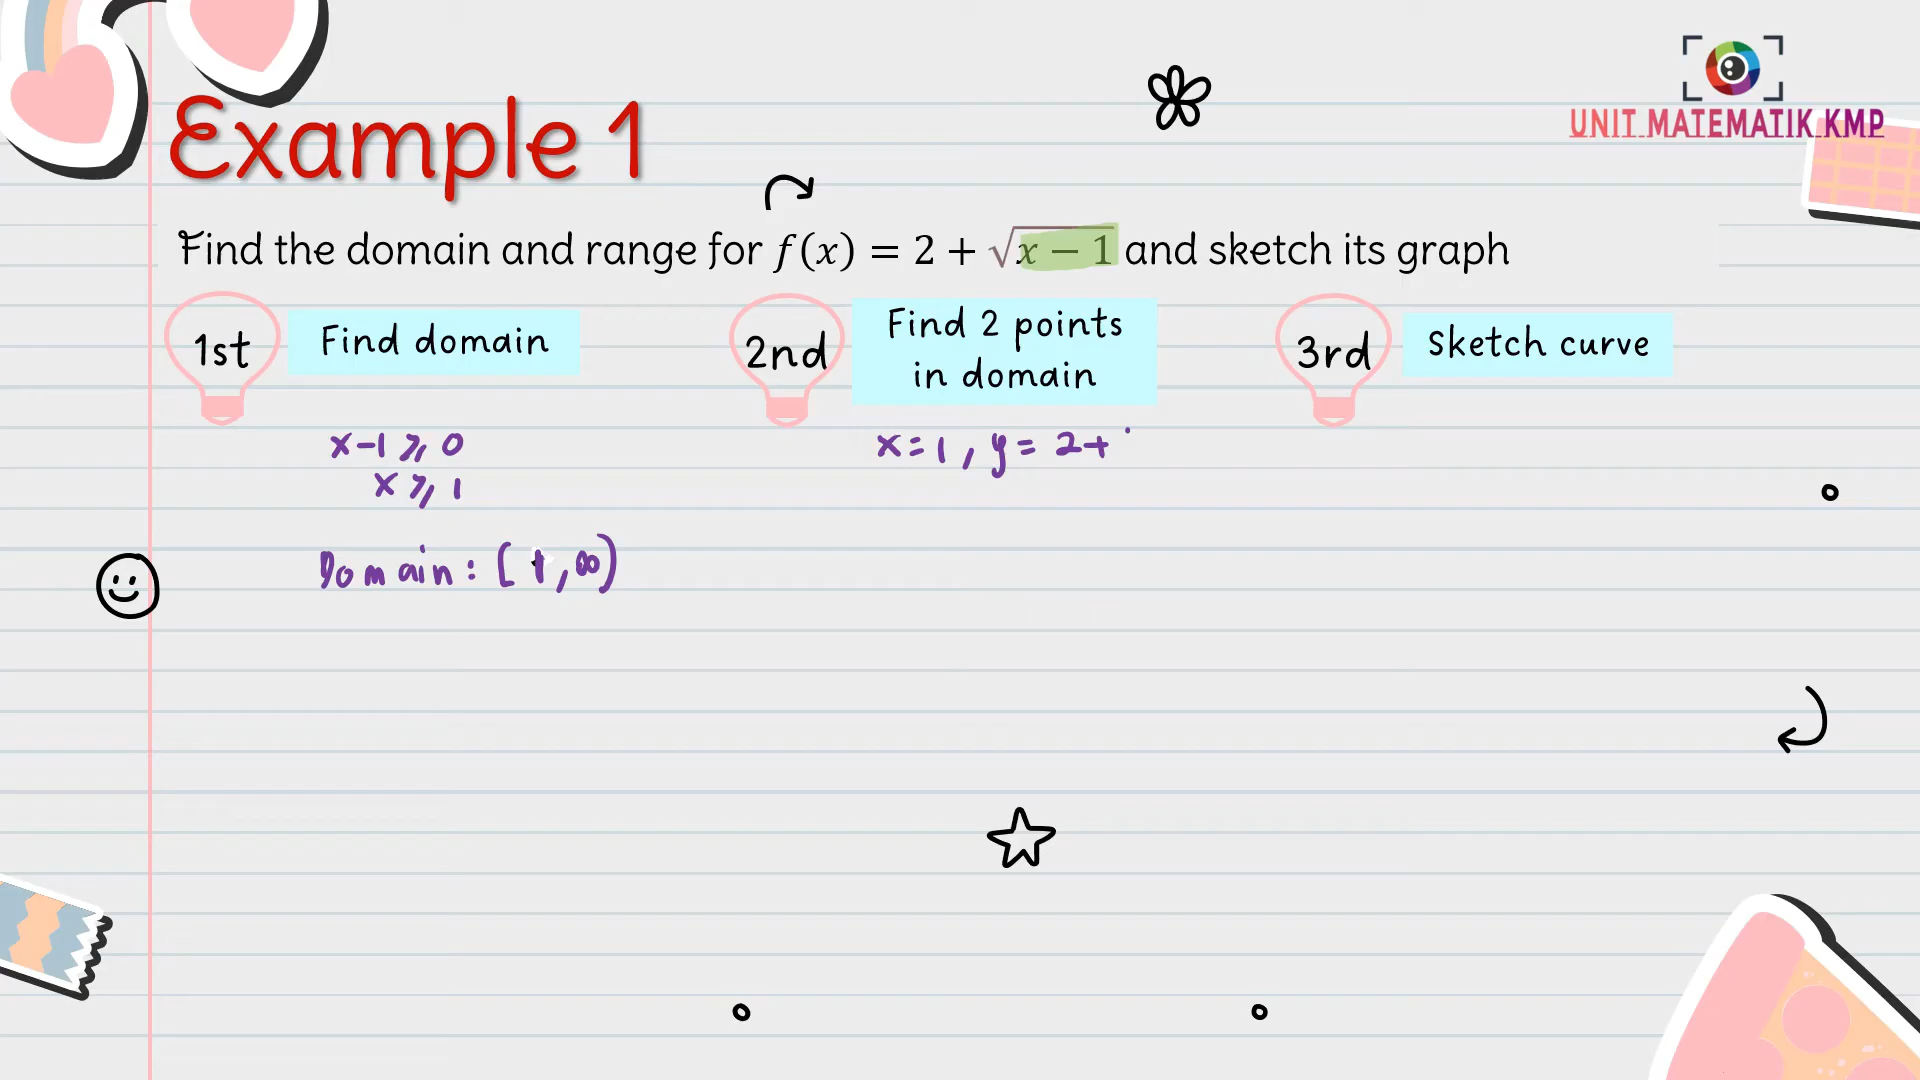 UNIT MATEMATIK KMP
Example 1
Find the domain and range for f(x) = 2 + √x − 1 and sketch its graph
1st
Find domain
x-1 ⩾ 0
x ⩾ 1
Domain: [1, ∞)
2nd
Find 2 points
in domain
x = 1, y = 2+
3rd
Sketch curve